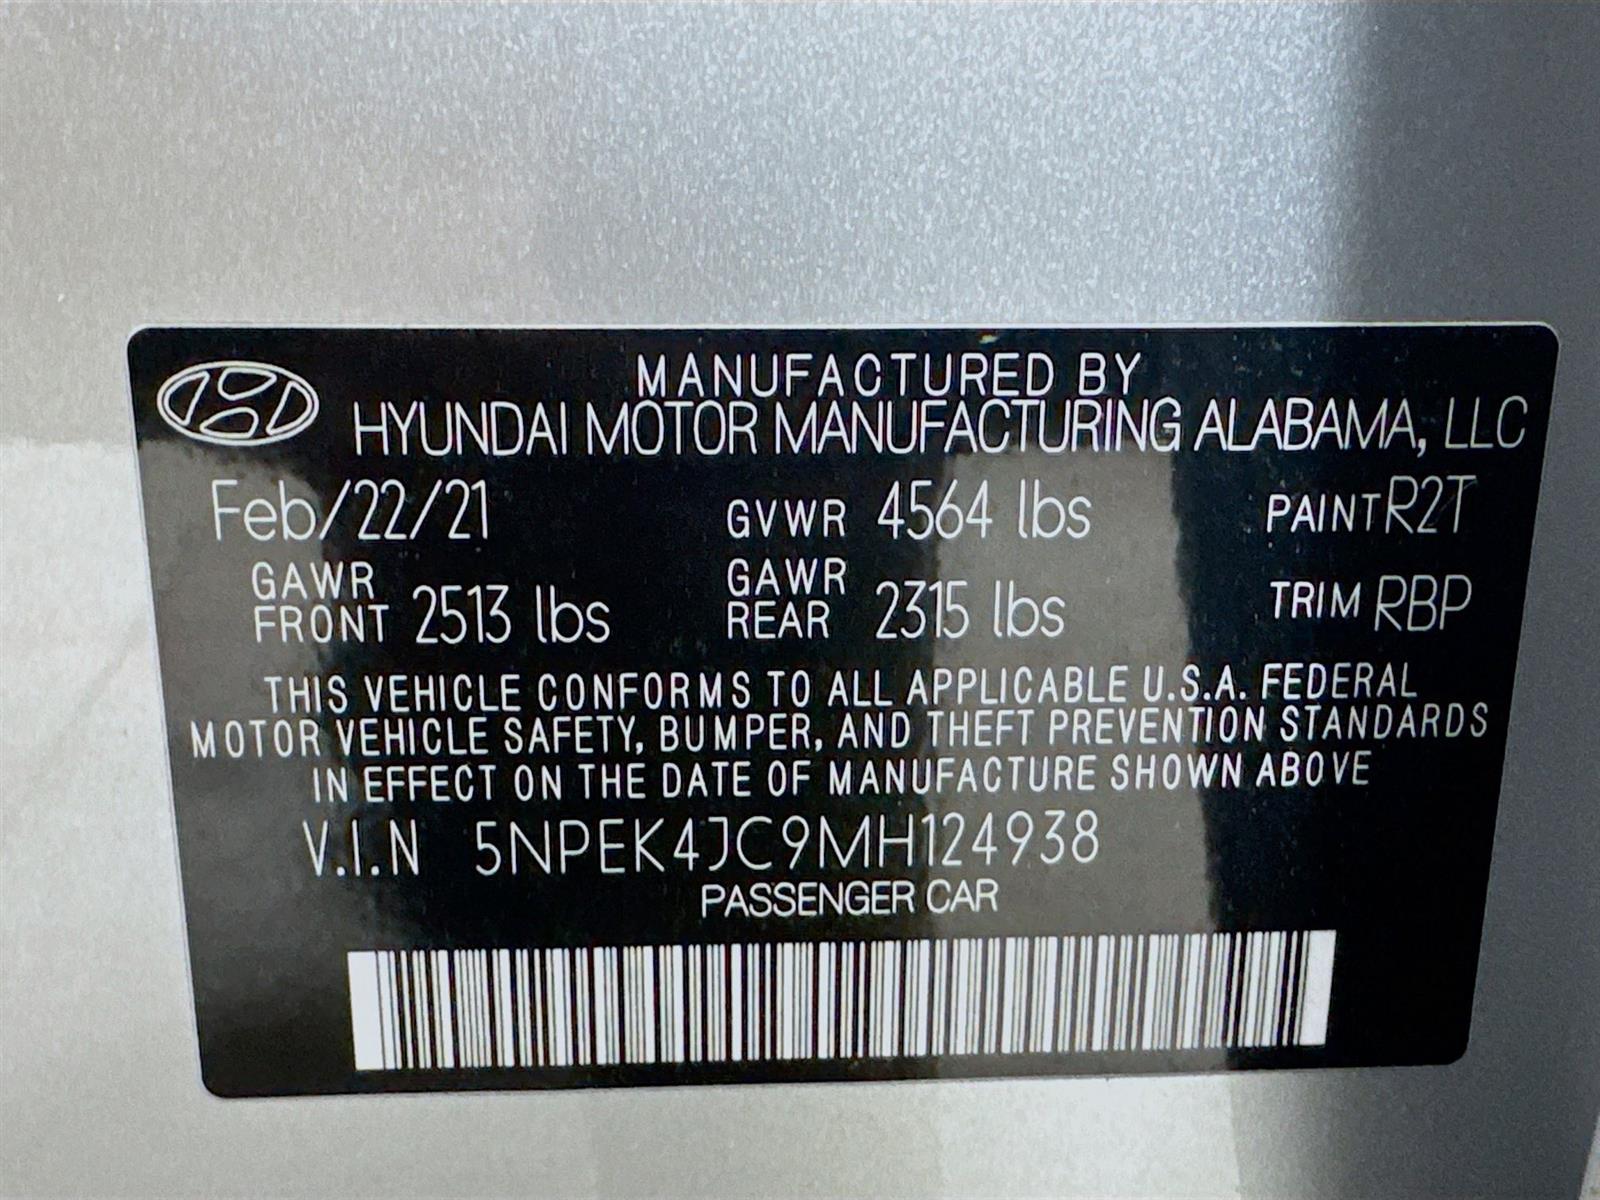 MANUFACTURED BY
HYUNDAI MOTOR MANUFACTURING ALABAMA, LLC
Feb/22/21 GVWR 4564 lbs PAINT R2T
GAWR FRONT 2513 lbs GAWR REAR 2315 lbs TRIM RBP
THIS VEHICLE CONFORMS TO ALL APPLICABLE U.S.A. FEDERAL
MOTOR VEHICLE SAFETY, BUMPER, AND THEFT PREVENTION STANDARDS
IN EFFECT ON THE DATE OF MANUFACTURE SHOWN ABOVE
V.I.N 5NPEK4JC9MH124938
PASSENGER CAR